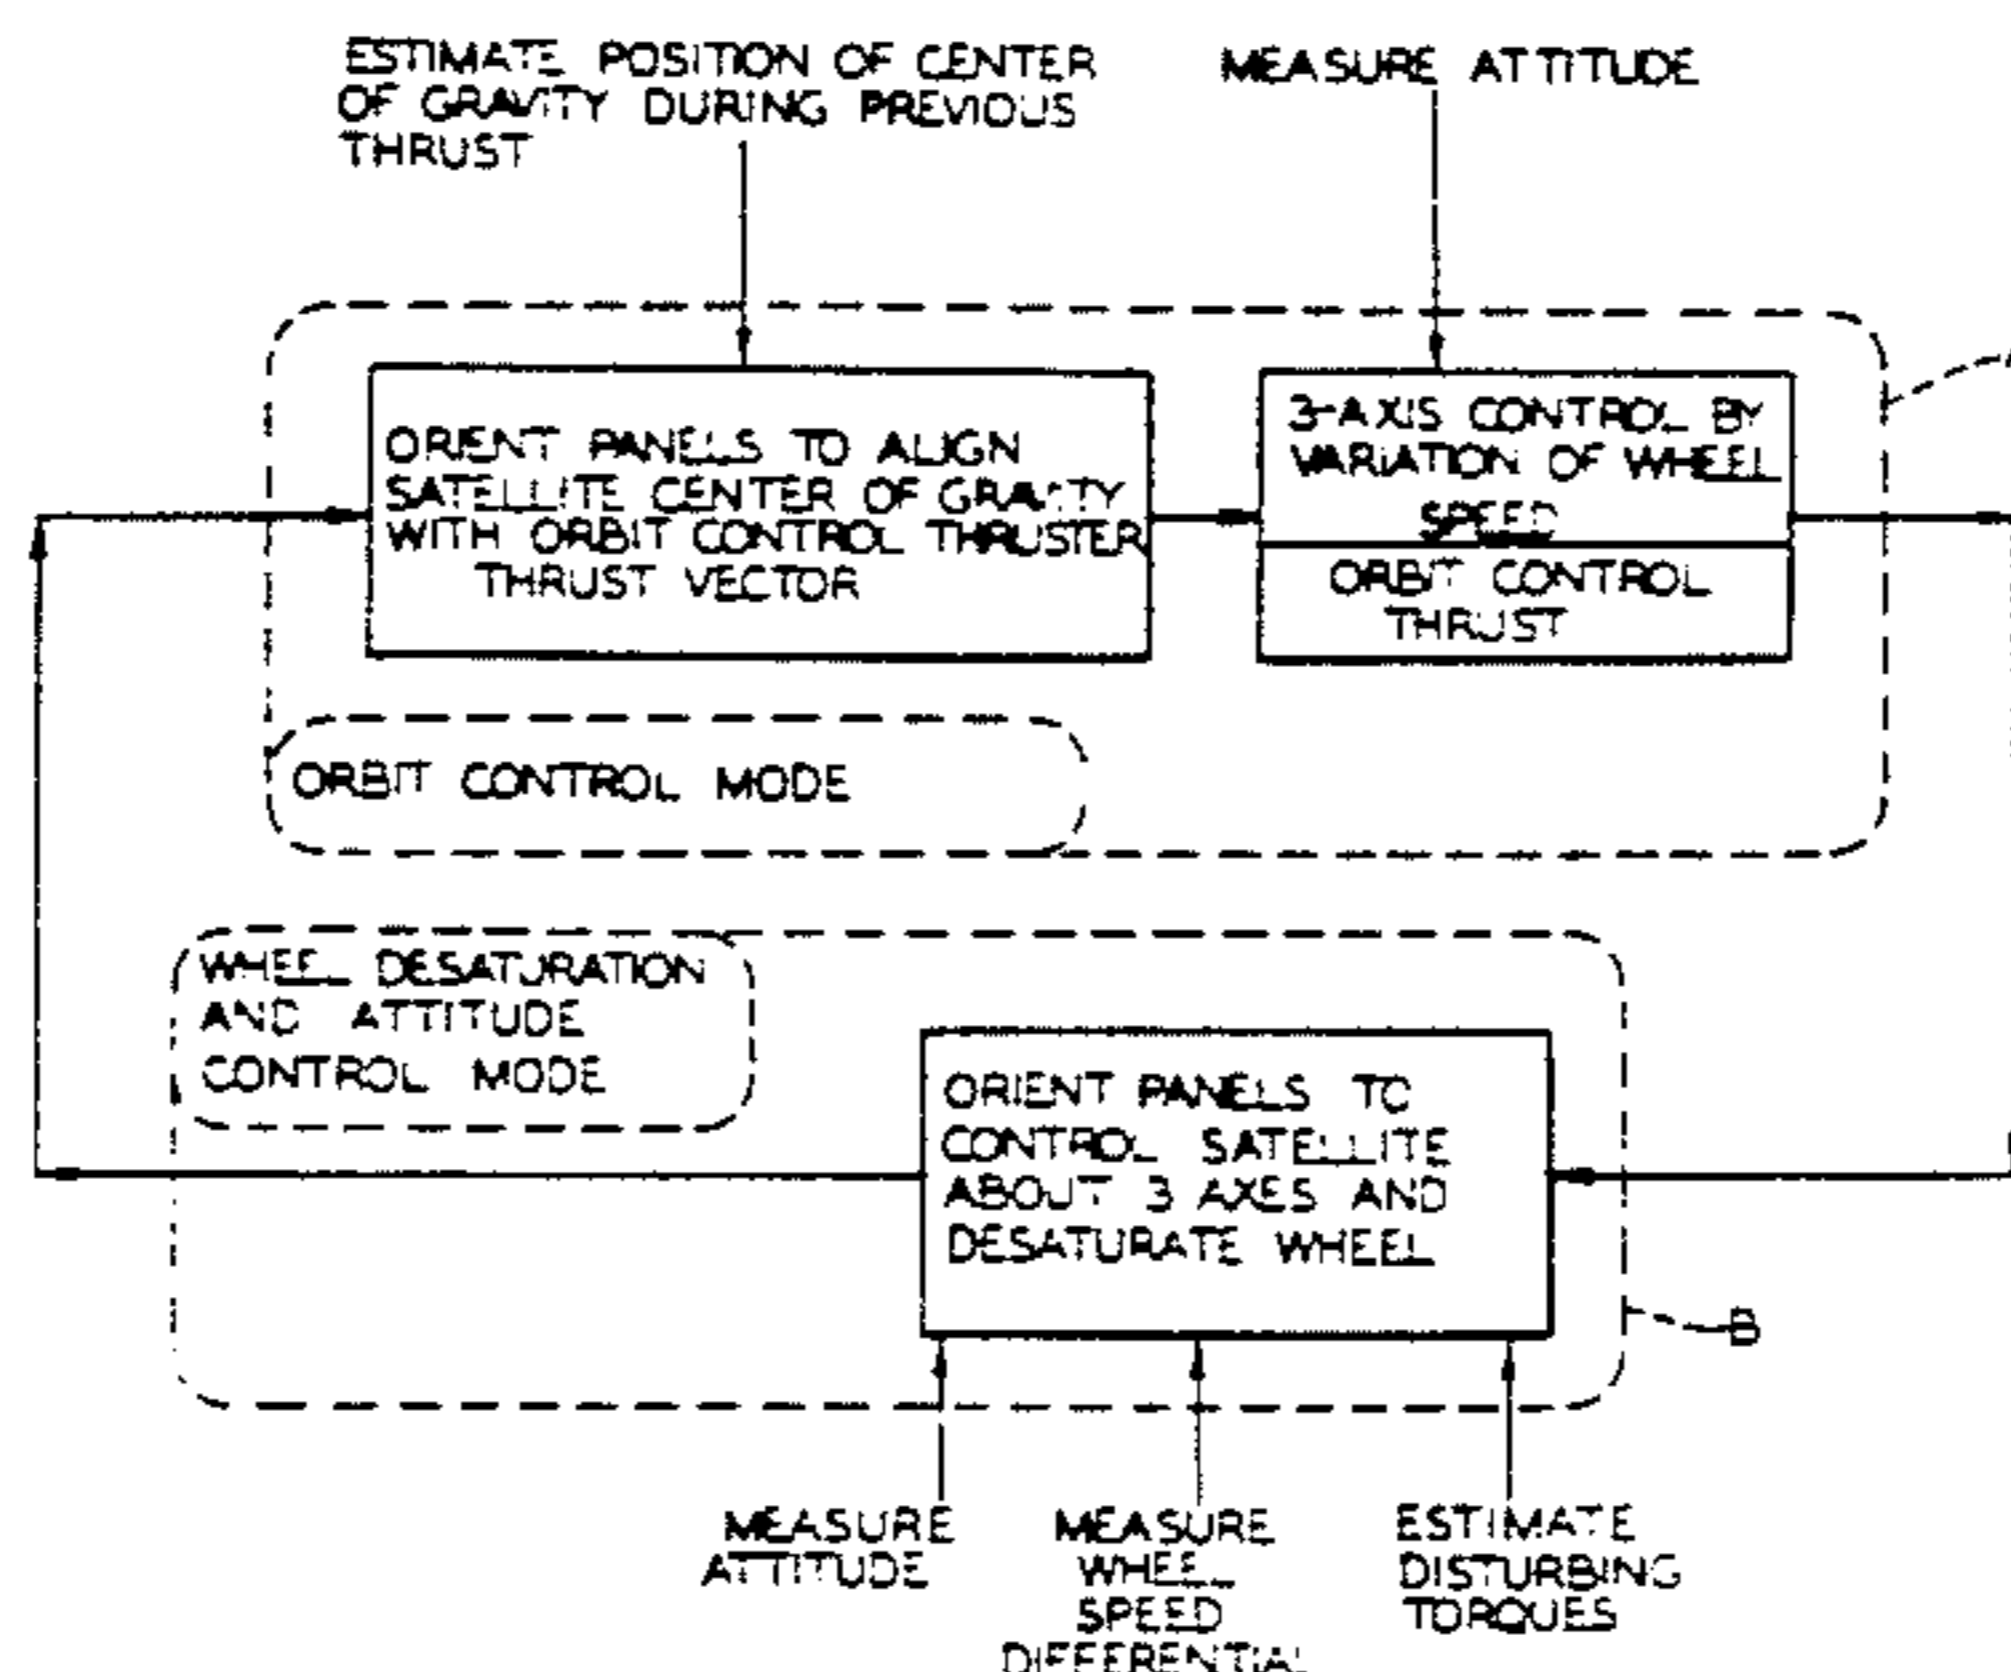 ESTIMATE POSITION OF CENTER
OF GRAVITY DURING PREVIOUS
THRUST
MEASURE ATTITUDE
ORIENT PANELS TO ALIGN
SATELLITE CENTER OF GRAVITY
WITH ORBIT CONTROL THRUSTER
THRUST VECTOR
3-AXIS CONTROL BY
VARIATION OF WHEEL
SPEED
ORBIT CONTROL
THRUST
ORBIT CONTROL MODE
WHEEL DESATURATION
AND ATTITUDE
CONTROL MODE
ORIENT PANELS TO
CONTROL SATELLITE
ABOUT 3 AXES AND
DESATURATE WHEEL
B
MEASURE
ATTITUDE
MEASURE
WHEEL
SPEED
DIFFERENTIAL
ESTIMATE
DISTURBING
TORQUES